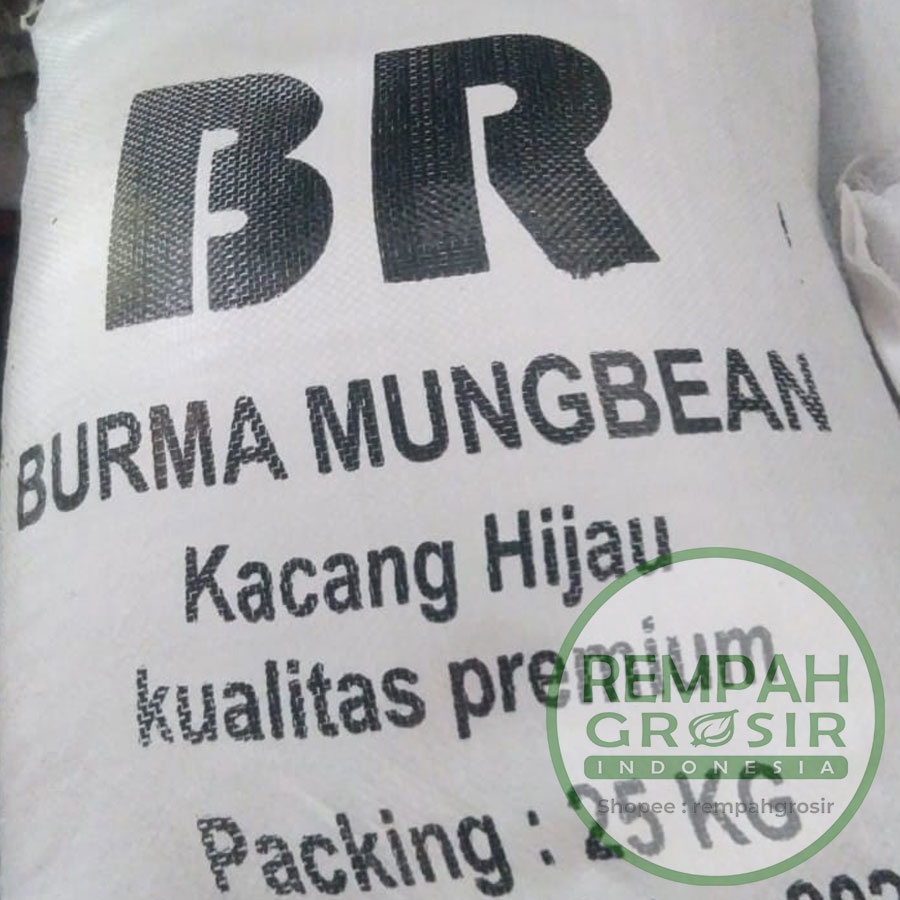 BR
BURMA MUNGBEAN
Kacang Hijau
kualitas premium
Packing : 25 KG
REMPAH
GROSIR
INDONESIA
Shopee : rempahgrosir